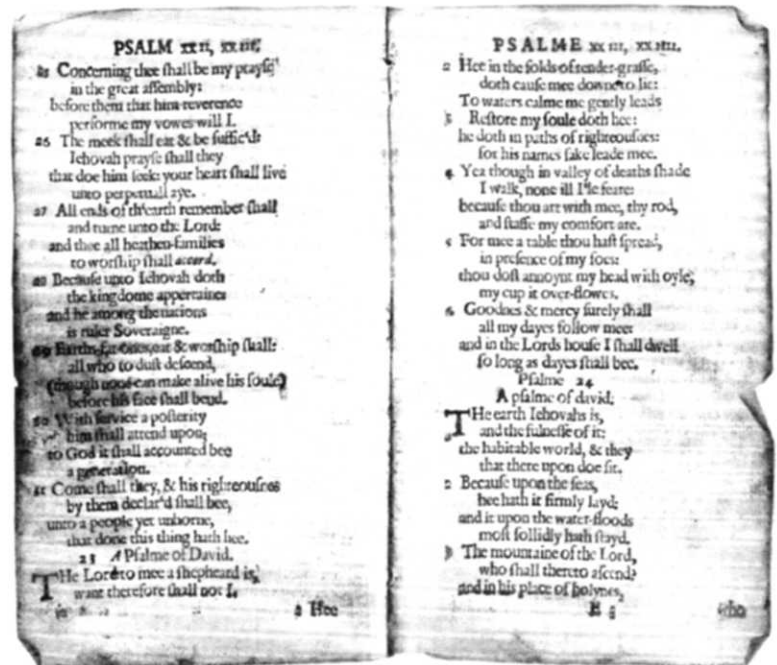 PSALM XXII, XXIII.
25 Concerning thee ſhall be my prayſe
in the great aſſembly:
before them that him reverence
performe my vowes will I.
26 The meek ſhall eat & be ſuffic'd:
Iehovah prayſe ſhall they
that doe him ſeek: your heart ſhall live
unto perpetuall aye.
27 All ends of th'earth remember ſhall
and turne unto the Lord:
and thee all heathen-families
to worſhip ſhall accord,
28 Becauſe unto Iehovah doth
the kingdome appertaine:
and he among the nations
is ruler Soveraigne.
29 Earths-fat-ones, eat & worſhip ſhall:
all who to duſt deſcend,
(though none can make alive his ſoule)
before his face ſhall bend.
30 With ſervice a poſterity
him ſhall attend upon;
to God it ſhall accounted bee
a generation.
31 Come ſhall they, & his righteouſnes
by them declar'd ſhall bee,
unto a people yet unborne,
that done this thing hath hee.
23 A Pſalme of David.
THe Lord to mee a ſhepheard is,
want therefore ſhall not I.
2 Hee
PSALME XXIII, XXIIII.
2 Hee in the folds of tender-graſſe,
doth cauſe mee downe to lie:
To waters calme me gently leads
3 Reſtore my ſoule doth hee:
he doth in paths of righteouſnes:
for his names ſake leade mee.
4 Yea though in valley of deaths ſhade
I walk, none ill I'le feare:
becauſe thou art with mee, thy rod,
and ſtaffe my comfort are.
5 For mee a table thou haſt ſpread,
in preſence of my foes:
thou doſt annoynt my head with oyle,
my cup it over-flowes.
6 Goodnes & mercy ſurely ſhall
all my dayes follow mee:
and in the Lords houſe I ſhall dwell
ſo long as dayes ſhall bee.
Pſalme 24
A pſalme of david:
THe earth Iehovahs is,
and the fulneſſe of it:
the habitable world, & they
that there upon doe ſit.
2 Becauſe upon the ſeas,
hee hath it firmly layd:
and it upon the water-floods
moſt ſollidly hath ſtayd.
3 The mountaine of the Lord,
who ſhall thereto aſcend:
and in his place of holynes,
E who